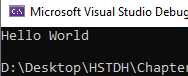 Microsoft Visual Studio Debug
Hello World
D:\Desktop\HSTDH\Chapter